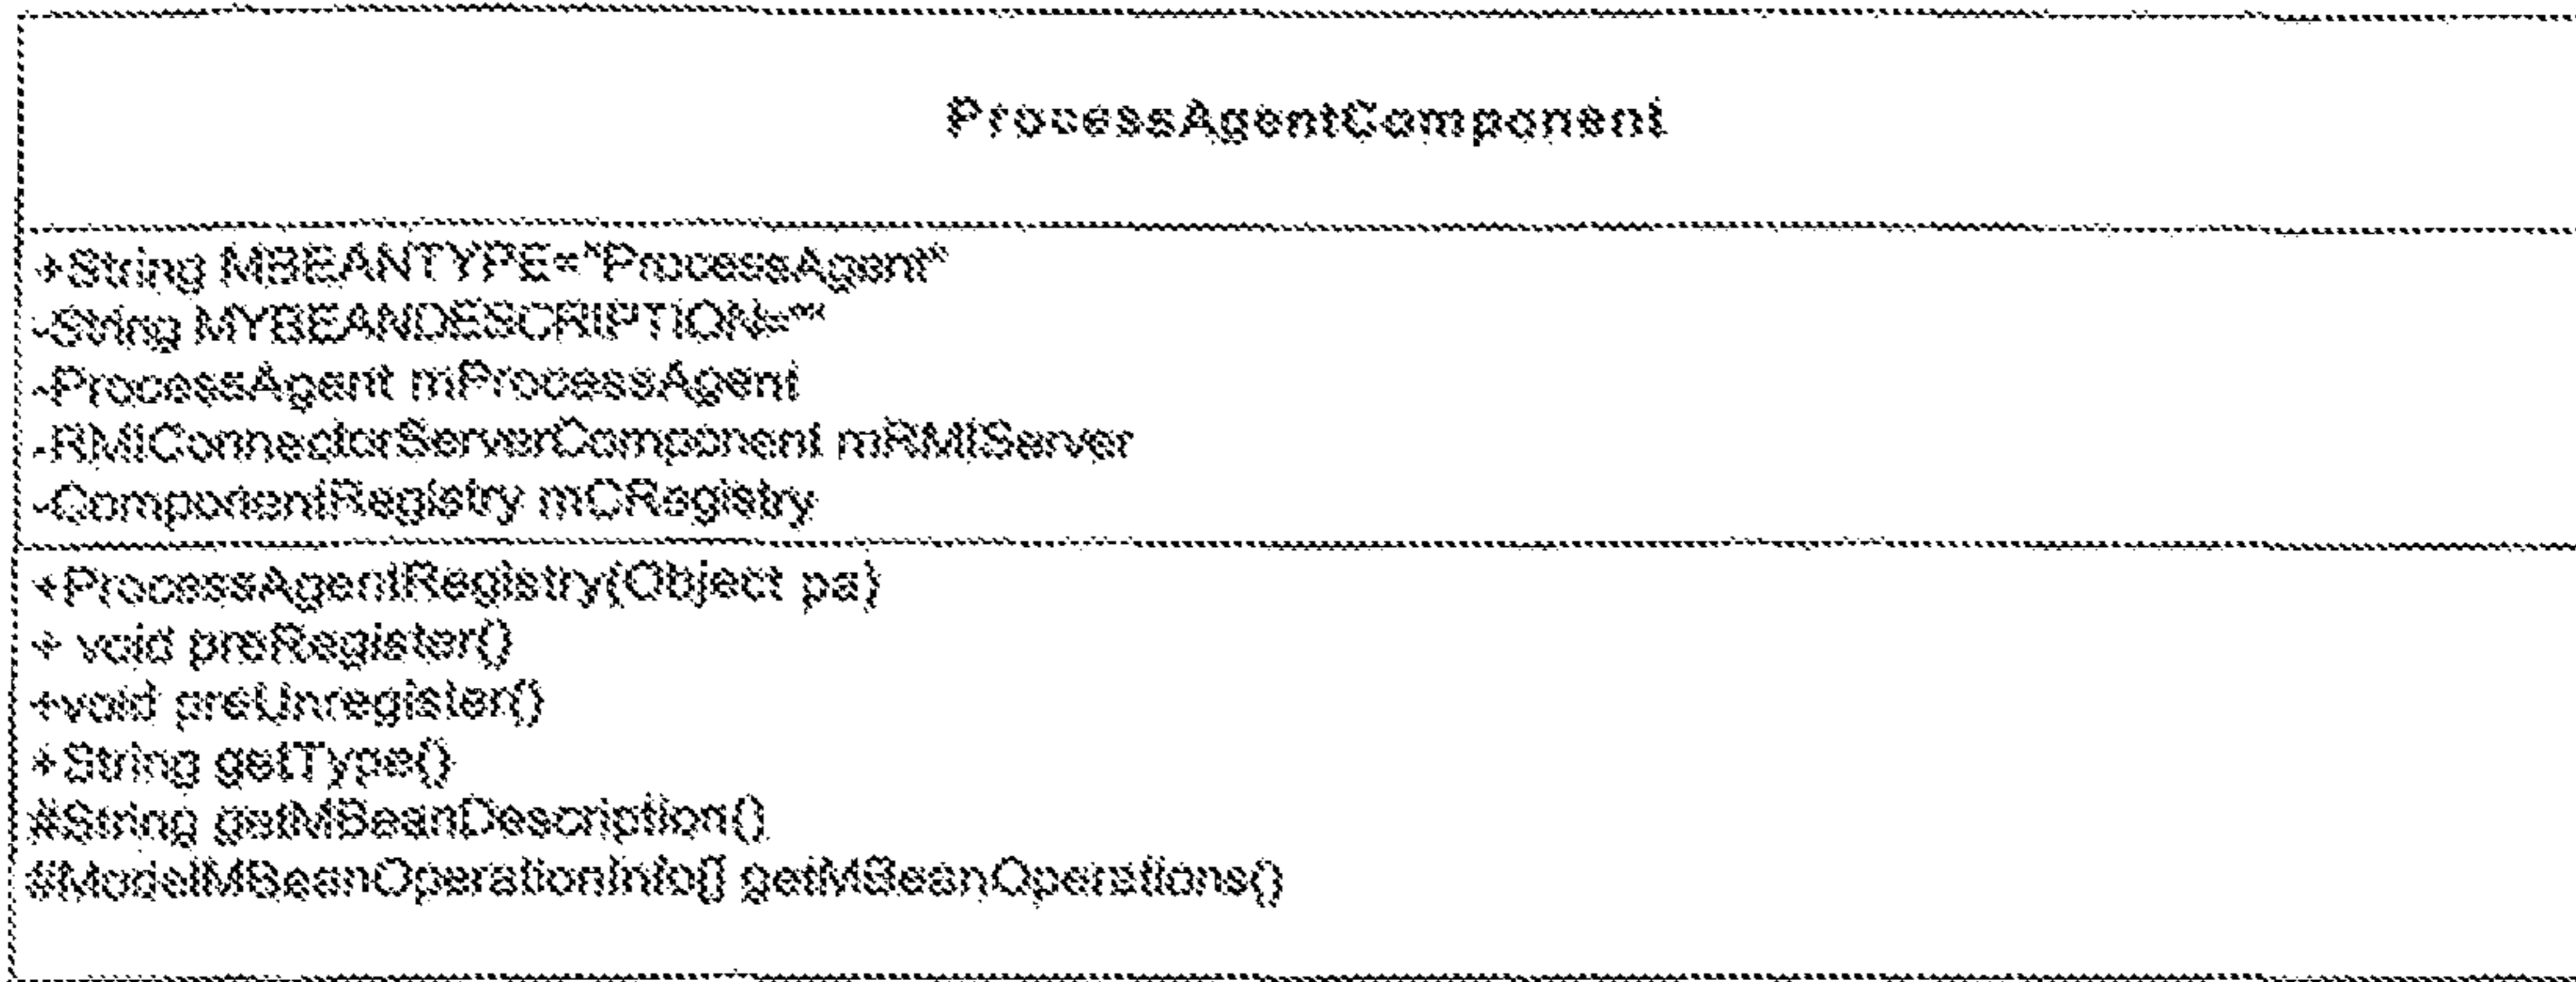 ProcessAgentComponent
+String MBEANTYPE="ProcessAgent"
-String MYBEANDESCRIPTION=""
-ProcessAgent mProcessAgent
-RMIConnectorServerComponent mRMIServer
-ComponentRegistry mCRegistry
+ProcessAgentRegistry(Object pa)
+ void preRegister()
+void preUnregister()
+String getType()
#String getMBeanDescription()
#ModelMBeanOperationInfo[] getMBeanOperations()